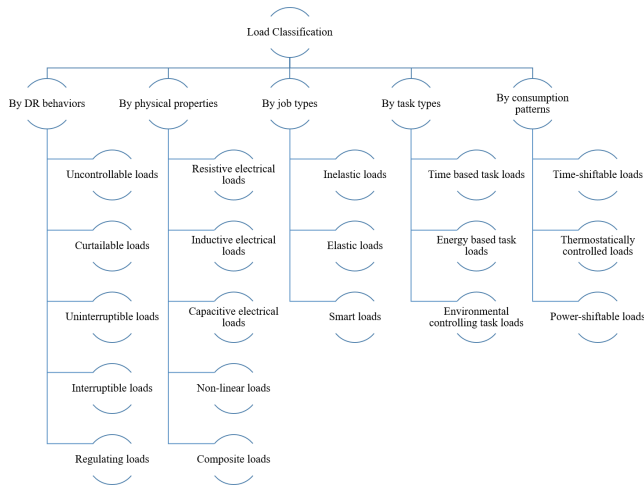 Load Classification
By DR behaviors
By physical properties
By job types
By task types
By consumption
patterns
Uncontrollable loads
Curtailable loads
Uninterruptible loads
Interruptible loads
Regulating loads
Resistive electrical
loads
Inductive electrical
loads
Capacitive electrical
loads
Non-linear loads
Composite loads
Inelastic loads
Elastic loads
Smart loads
Time based task loads
Energy based task
loads
Environmental
controlling task loads
Time-shiftable loads
Thermostatically
controlled loads
Power-shiftable loads